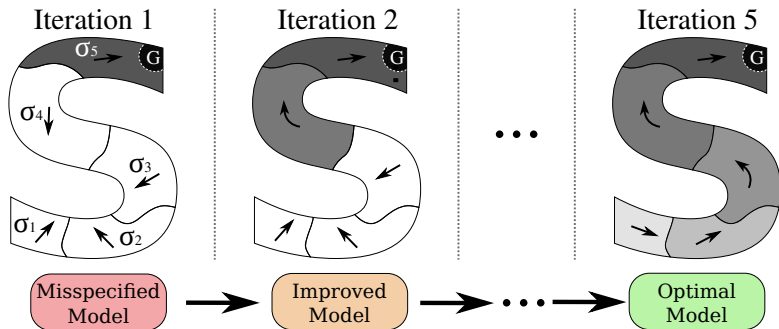 Iteration 1
Iteration 2
Iteration 5
σ5
G
G
G
σ4
σ3
σ1
σ2
Misspecified
Model
Improved
Model
Optimal
Model